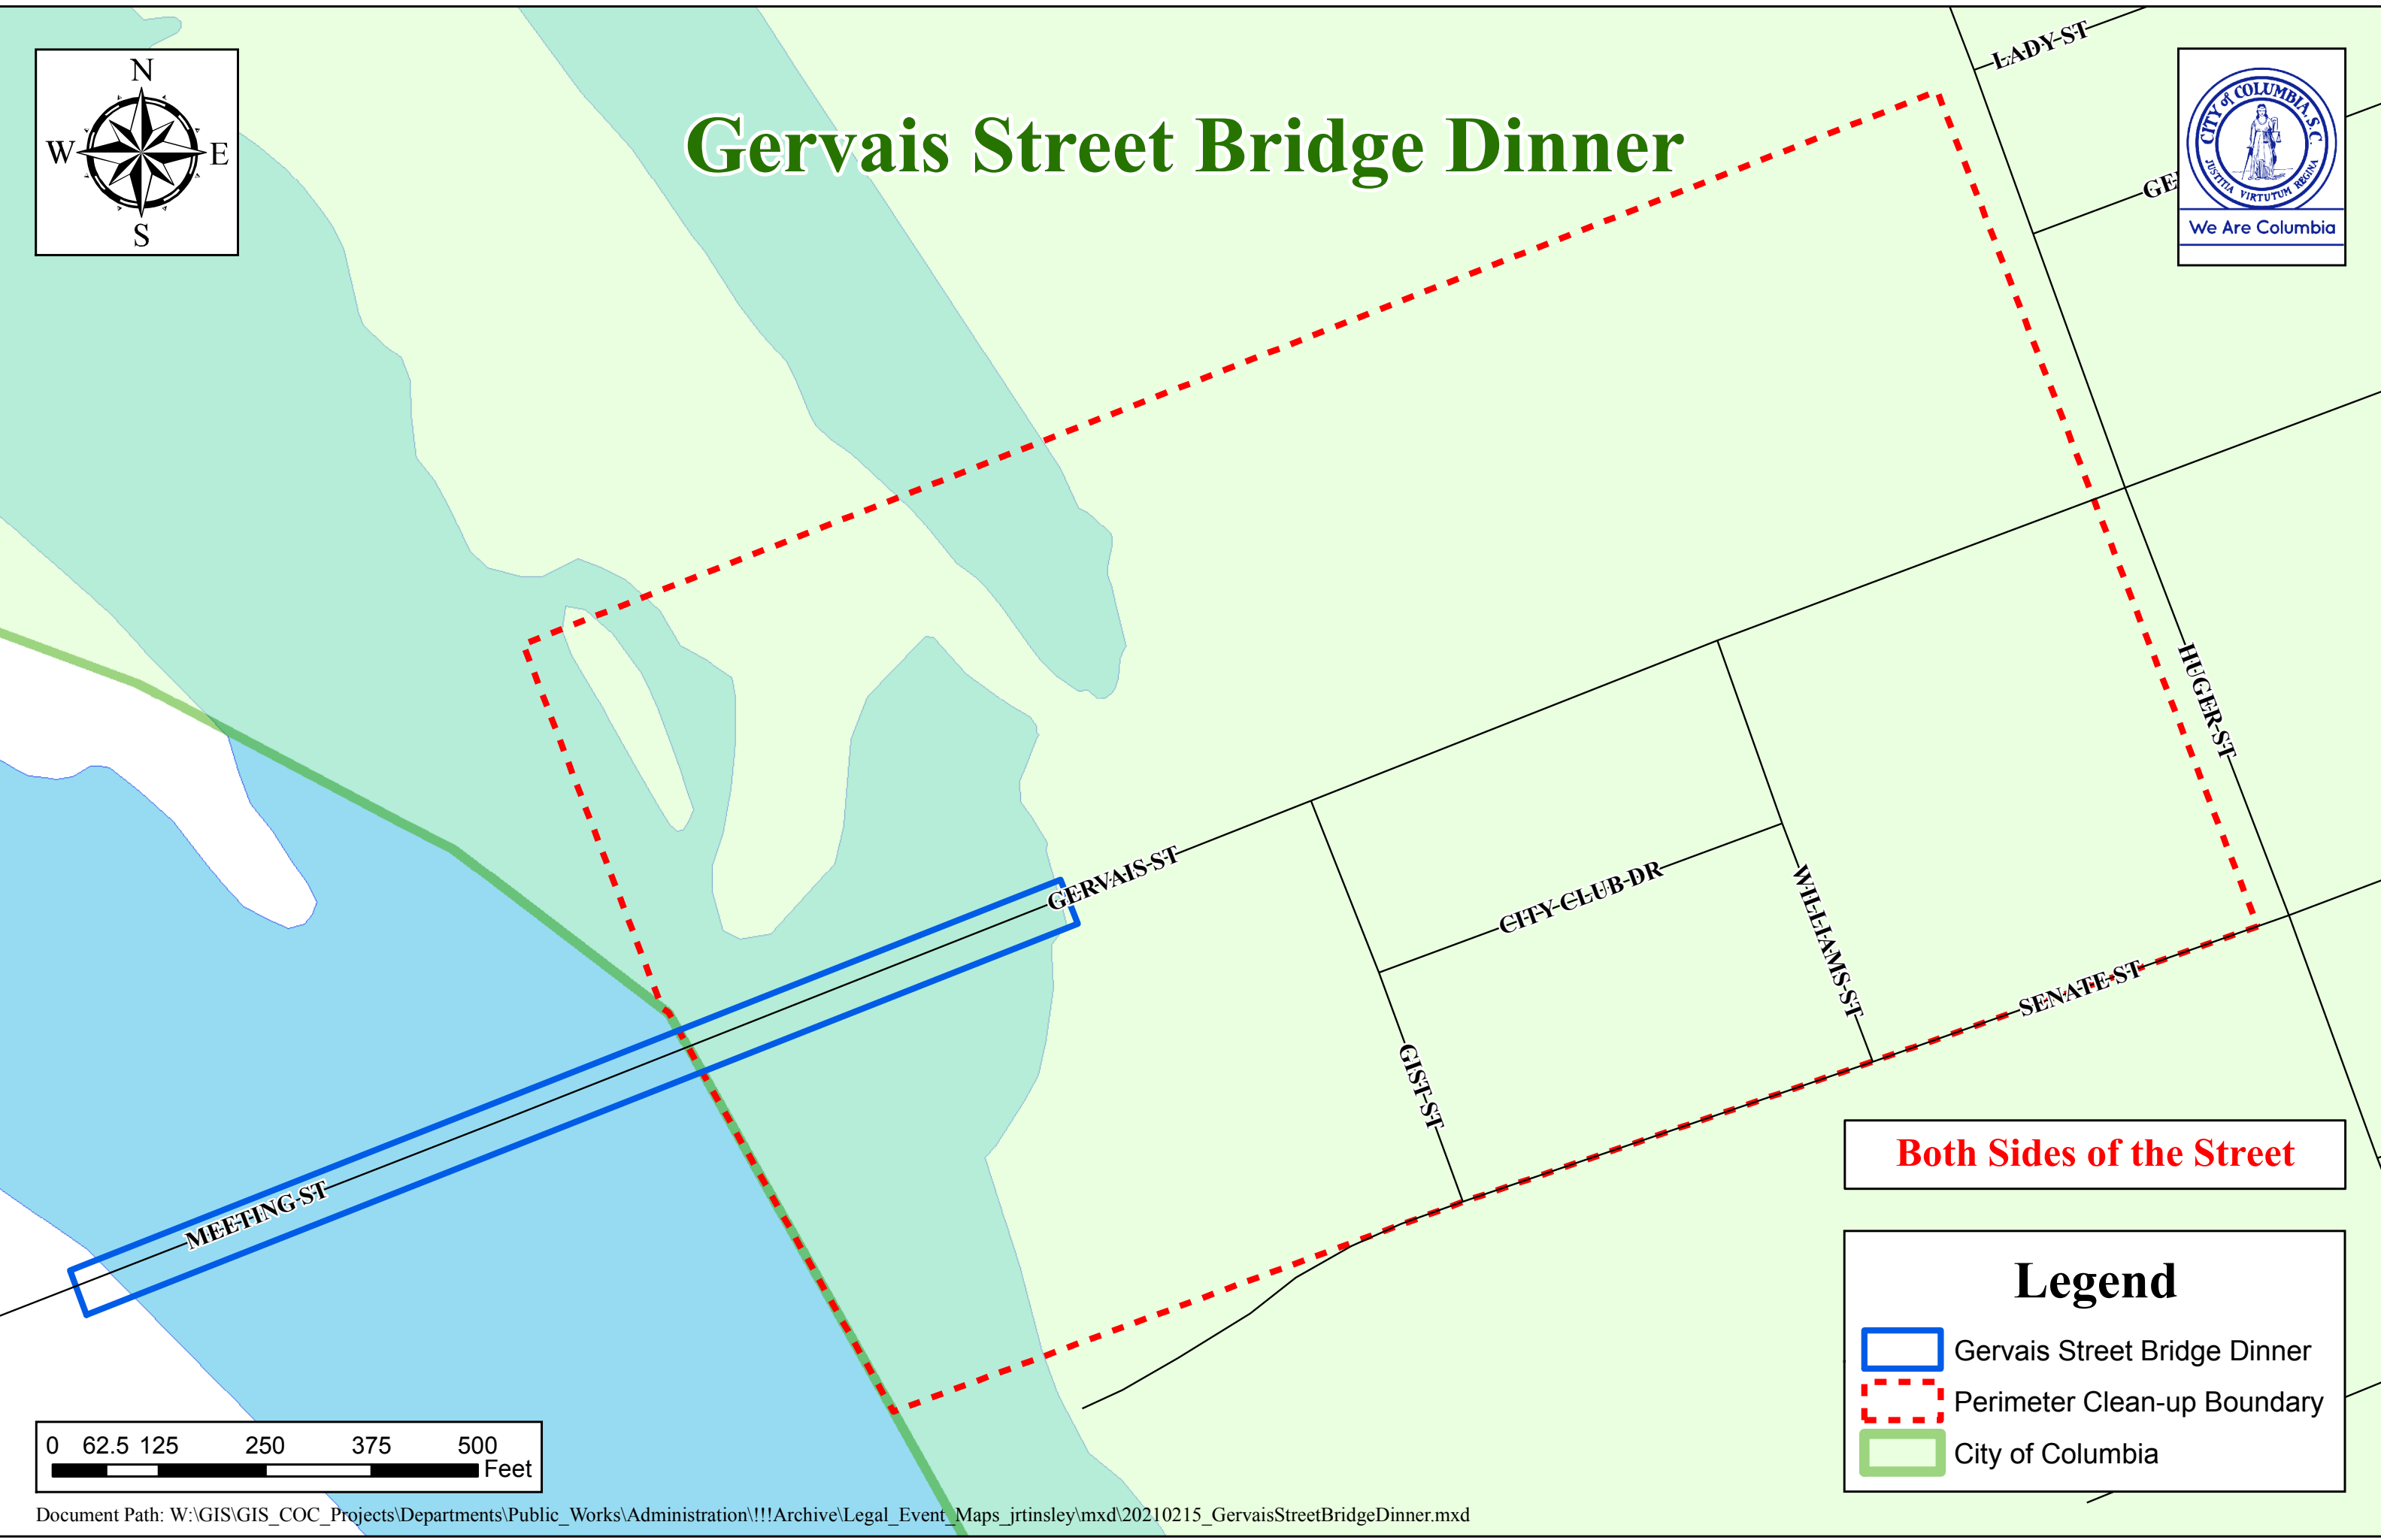 N
W
E
S
Gervais Street Bridge Dinner
LADY ST
CITY of COLUMBIA, S.C.
JUSTITIA VIRTUTUM REGINA
We Are Columbia
HUGER ST
GERVAIS ST
CITY CLUB DR
WILLIAMS ST
SENATE ST
GIST ST
MEETING ST
Both Sides of the Street
Legend
Gervais Street Bridge Dinner
Perimeter Clean-up Boundary
City of Columbia
0 62.5 125 250 375 500
Feet
Document Path: W:\GIS\GIS_COC_Projects\Departments\Public_Works\Administration\!!!Archive\Legal_Event_Maps_jrtinsley\mxd\20210215_GervaisStreetBridgeDinner.mxd